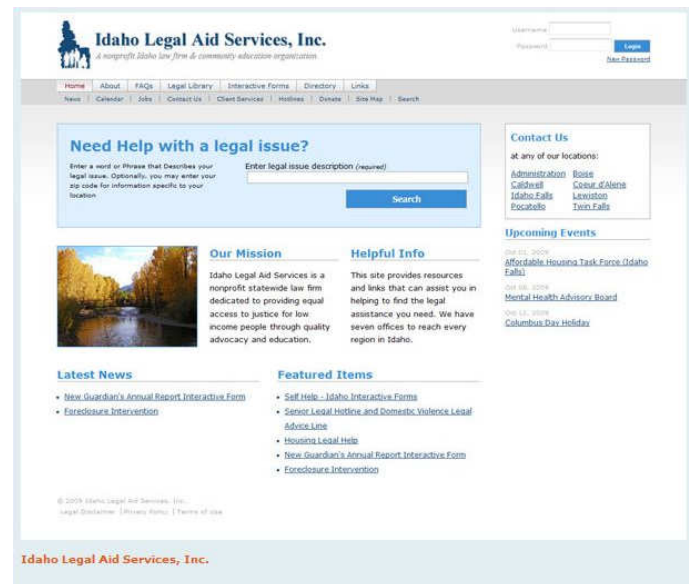 Idaho Legal Aid Services, Inc.
A nonprofit Idaho law firm & community education organization
Username
Password
Login
New Password
Home About FAQs Legal Library Interactive Forms Directory Links
News Calendar Jobs Contact Us Client Services Hotlines Donate Site Map Search
Need Help with a legal issue?
Enter a word or Phrase that Describes your
legal issue. Optionally, you may enter your
zip code for information specific to your
location
Enter legal issue description (required)
Search
Contact Us
at any of our locations:
Administration Boise
Caldwell Coeur d'Alene
Idaho Falls Lewiston
Pocatello Twin Falls
Upcoming Events
Oct 01, 2009
Affordable Housing Task Force (Idaho
Falls)
Oct 08, 2009
Mental Health Advisory Board
Oct 12, 2009
Columbus Day Holiday
Our Mission
Idaho Legal Aid Services is a
nonprofit statewide law firm
dedicated to providing equal
access to justice for low
income people through quality
advocacy and education.
Helpful Info
This site provides resources
and links that can assist you in
helping to find the legal
assistance you need. We have
seven offices to reach every
region in Idaho.
Latest News
• New Guardian's Annual Report Interactive Form
• Foreclosure Intervention
Featured Items
• Self Help - Idaho Interactive Forms
• Senior Legal Hotline and Domestic Violence Legal
Advice Line
• Housing Legal Help
• New Guardian's Annual Report Interactive Form
• Foreclosure Intervention
© 2009 Idaho Legal Aid Services, Inc.
Legal Disclaimer | Privacy Policy | Terms of Use
Idaho Legal Aid Services, Inc.